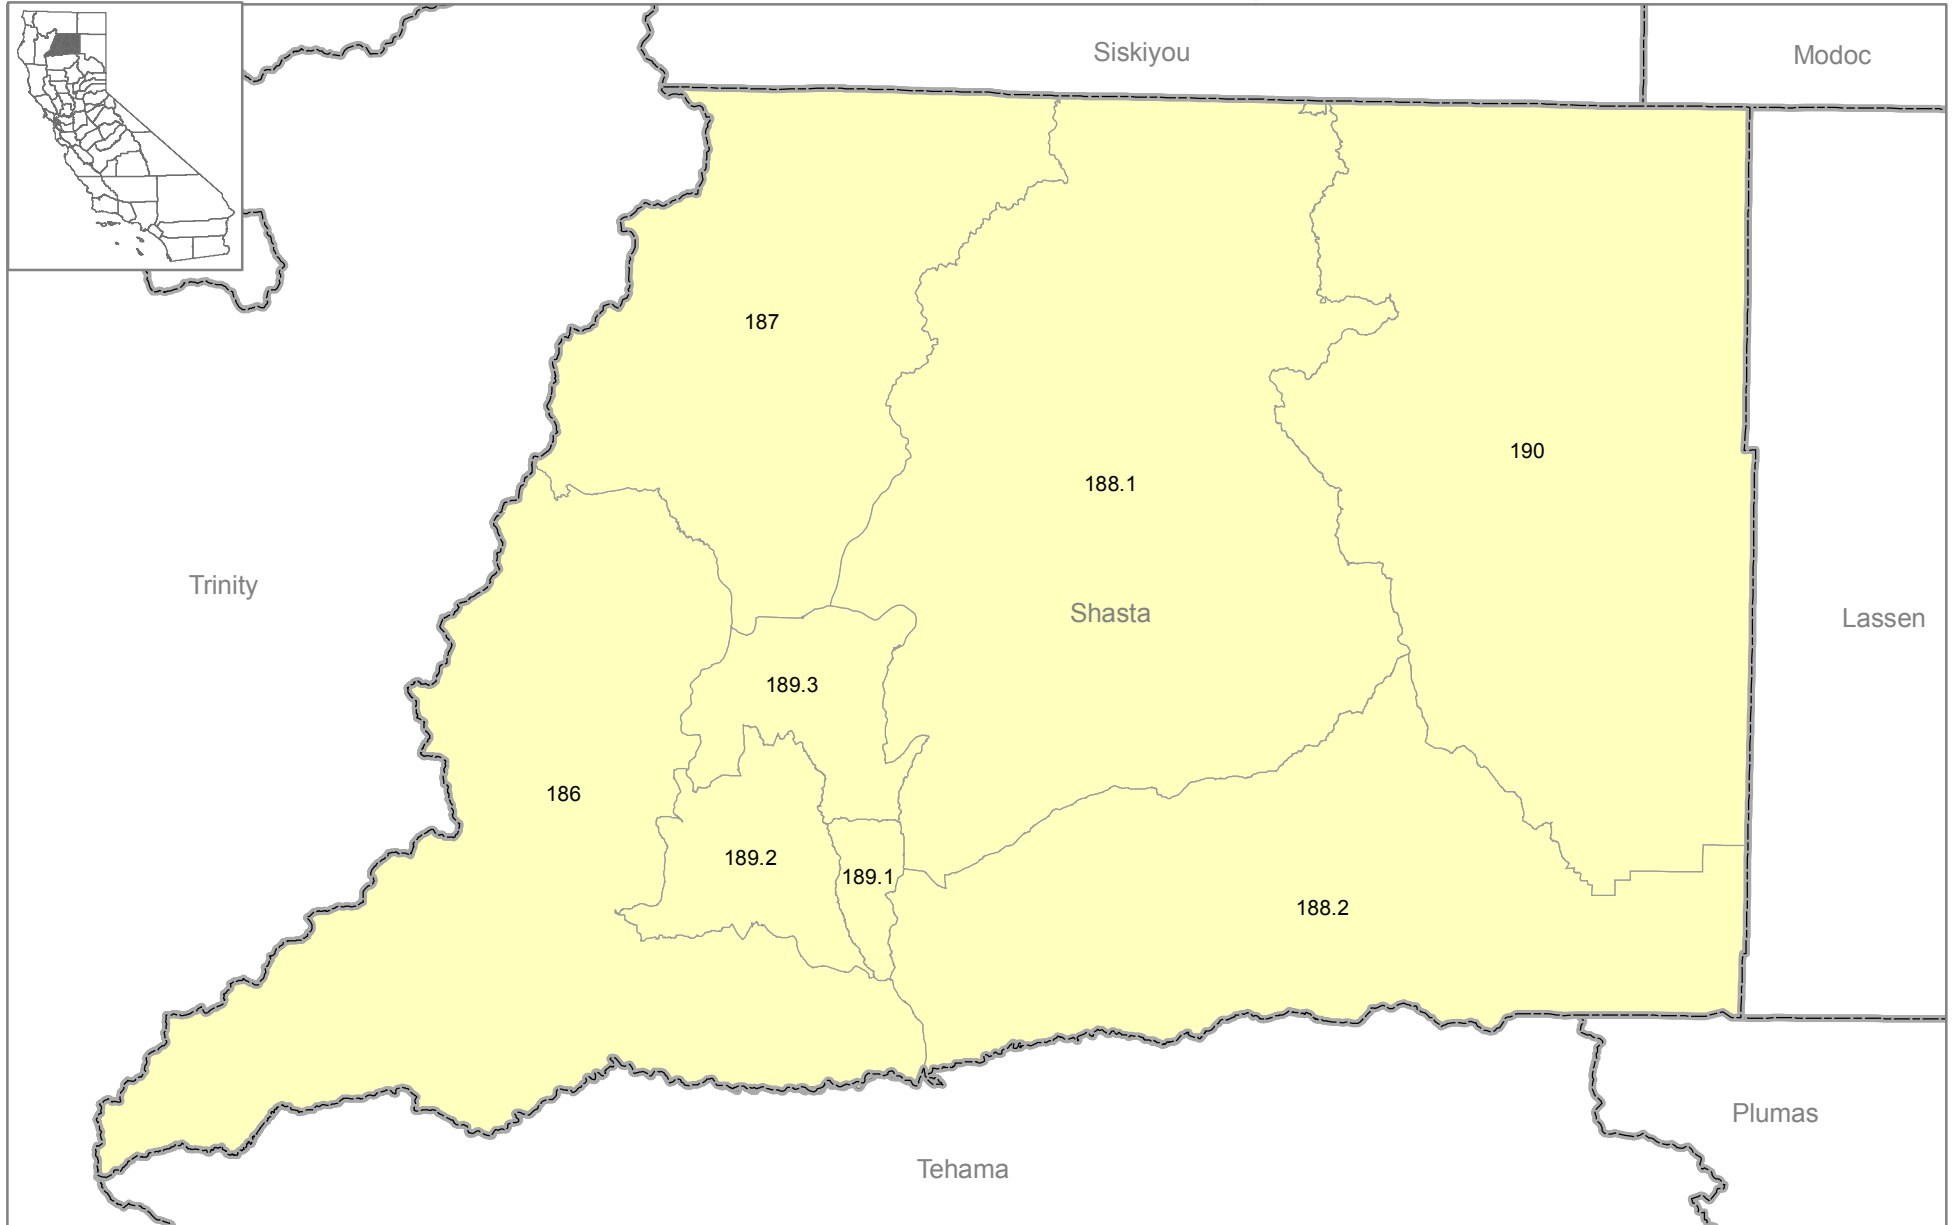 Siskiyou
Modoc
187
190
188.1
Trinity
Shasta
Lassen
189.3
186
189.2
189.1
188.2
Plumas
Tehama